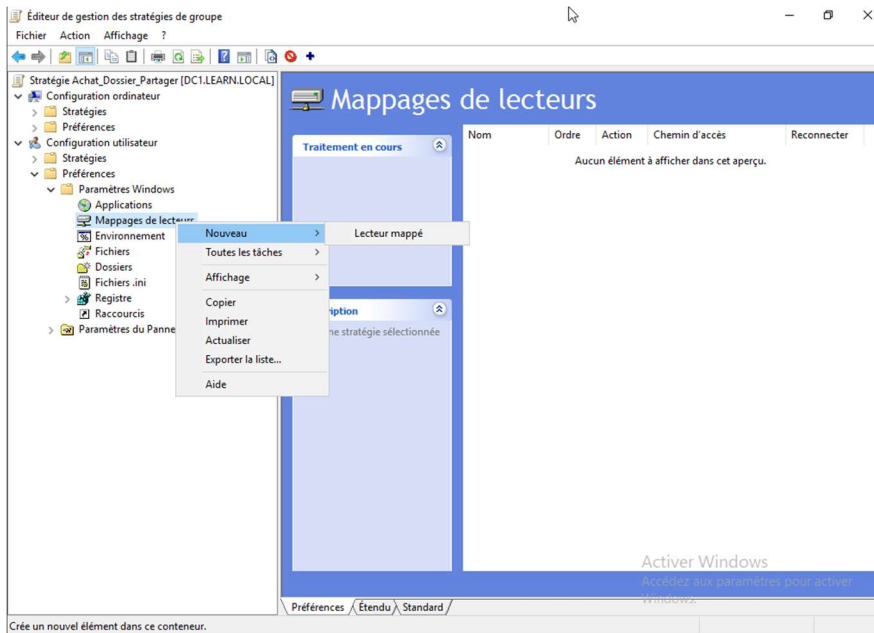 Éditeur de gestion des stratégies de groupe
Fichier Action Affichage ?
Stratégie Achat_Dossier_Partager [DC1.LEARN.LOCAL]
Configuration ordinateur
Stratégies
Préférences
Configuration utilisateur
Stratégies
Préférences
Paramètres Windows
Applications
Mappages de lecteurs
Environnement
Fichiers
Dossiers
Fichiers .ini
Registre
Raccourcis
Paramètres du Panne
Nouveau
Toutes les tâches
Affichage
Copier
Imprimer
Actualiser
Exporter la liste...
Aide
Lecteur mappé
Mappages de lecteurs
Traitement en cours
ription
ne stratégie sélectionnée
Nom Ordre Action Chemin d'accès Reconnecter
Aucun élément à afficher dans cet aperçu.
Activer Windows
Accédez aux paramètres pour activer
Windows.
Préférences Étendu Standard
Crée un nouvel élément dans ce conteneur.